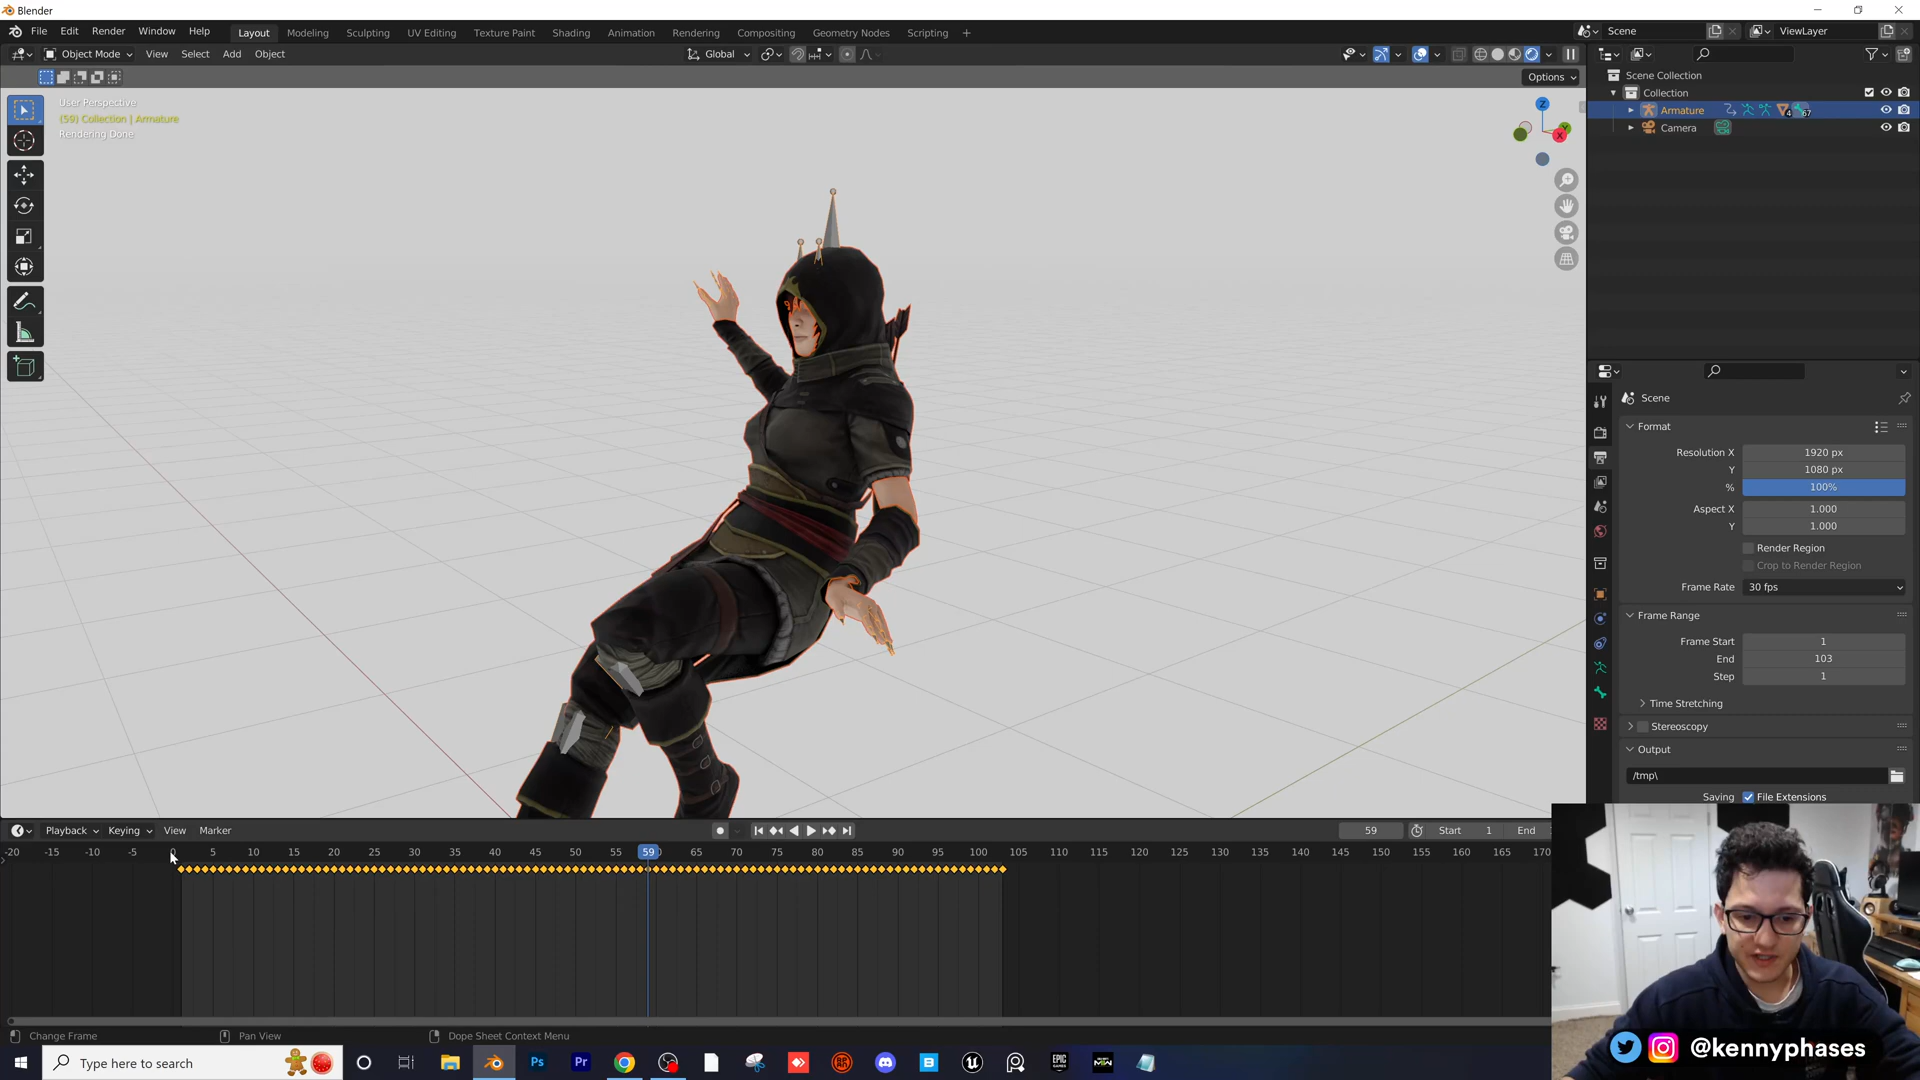 Blender
File Edit Render Window Help Layout Modeling Sculpting UV Editing Texture Paint Shading Animation Rendering Compositing Geometry Nodes Scripting + Scene ViewLayer
Object Mode View Select Add Object Global
Options
User Perspective
(59) Collection | Armature
Rendering Done
Z
Y
X
Scene Collection
Collection
Armature 4 67
Camera
Scene
Format
Resolution X 1920 px
Y 1080 px
% 100%
Aspect X 1.000
Y 1.000
Render Region
Crop to Render Region
Frame Rate 30 fps
Frame Range
Frame Start 1
End 103
Step 1
Time Stretching
Stereoscopy
Output
/tmp\
Saving File Extensions
Playback Keying View Marker 59 Start 1 End
-20 -15 -10 -5 0 5 10 15 20 25 30 35 40 45 50 55 59 65 70 75 80 85 90 95 100 105 110 115 120 125 130 135 140 145 150 155 160 165 170
Change Frame Pan View Dope Sheet Context Menu
Type here to search
Ps
Pr
B
@kennyphases